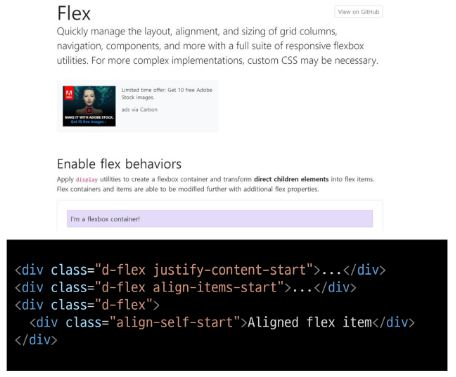 Flex
View on GitHub
Quickly manage the layout, alignment, and sizing of grid columns,
navigation, components, and more with a full suite of responsive flexbox
utilities. For more complex implementations, custom CSS may be necessary.
Limited time offer: Get 10 free Adobe
Stock images.
ads via Carbon
MAKE IT WITH ADOBE STOCK.
Get 10 free images ›
Enable flex behaviors
Apply display utilities to create a flexbox container and transform direct children elements into flex items.
Flex containers and items are able to be modified further with additional flex properties.
I'm a flexbox container!
<div class="d-flex justify-content-start">...</div>
<div class="d-flex align-items-start">...</div>
<div class="d-flex">
  <div class="align-self-start">Aligned flex item</div>
</div>